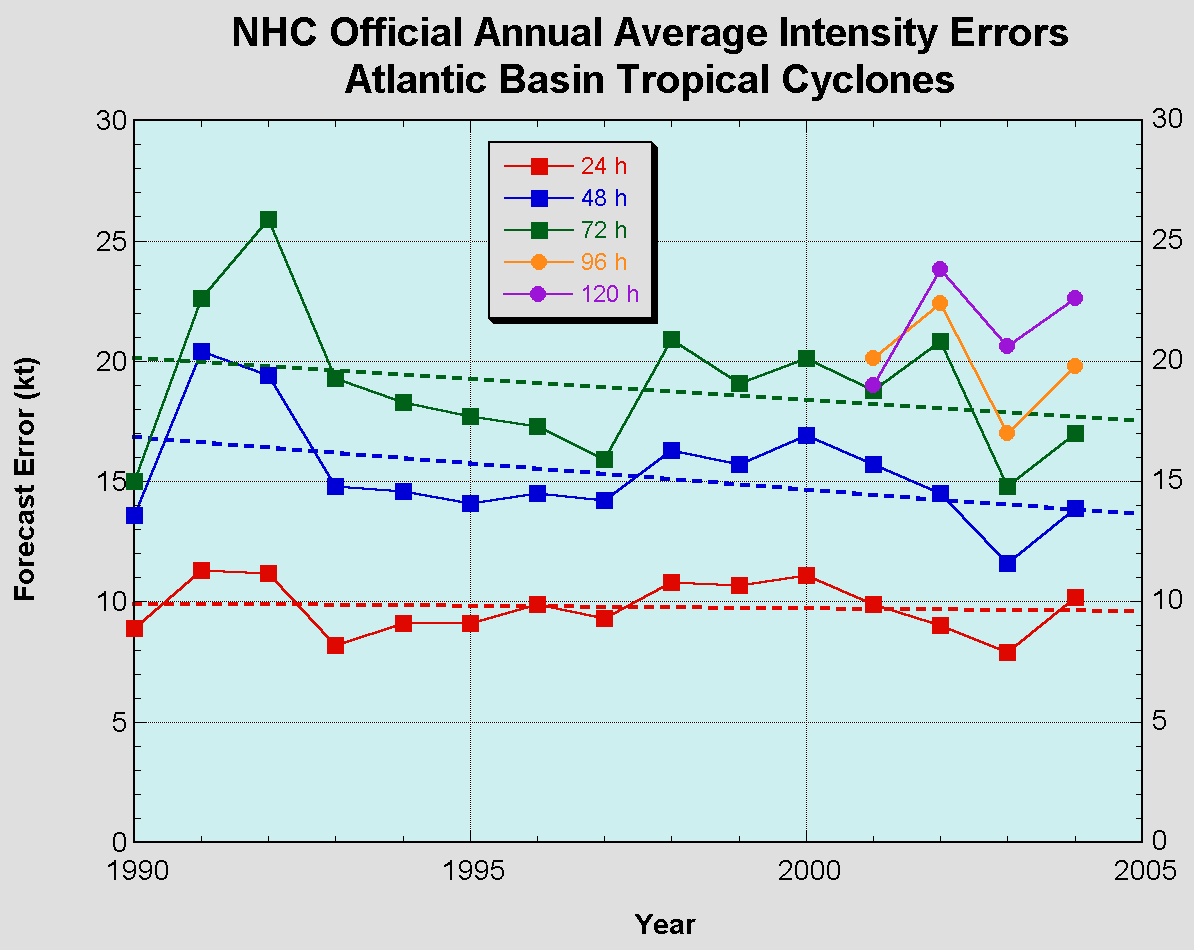 NHC Official Annual Average Intensity Errors
Atlantic Basin Tropical Cyclones
30
25
20
15
10
5
0
30
25
20
15
10
5
0
24 h
48 h
72 h
96 h
120 h
Forecast Error (kt)
1990
1995
2000
2005
Year